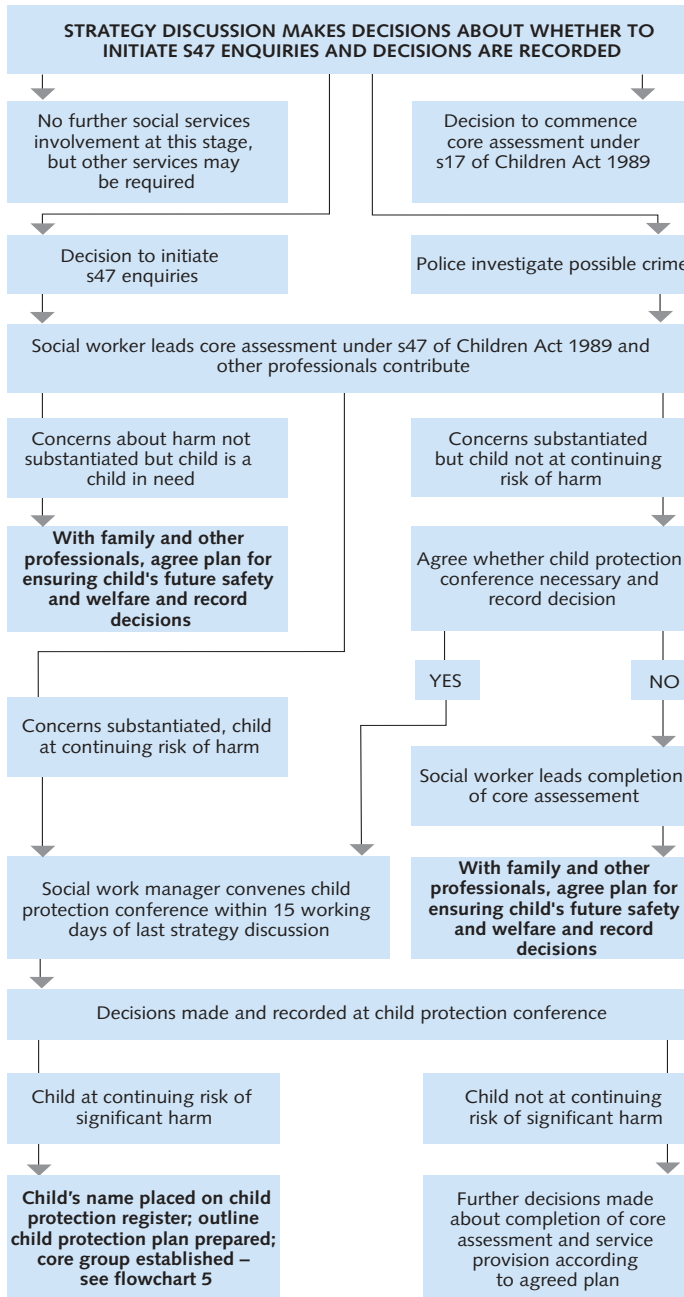 STRATEGY DISCUSSION MAKES DECISIONS ABOUT WHETHER TO
INITIATE S47 ENQUIRIES AND DECISIONS ARE RECORDED
No further social services
involvement at this stage,
but other services may
be required
Decision to commence
core assessment under
s17 of Children Act 1989
Decision to initiate
s47 enquiries
Police investigate possible crime
Social worker leads core assessment under s47 of Children Act 1989 and
other professionals contribute
Concerns about harm not
substantiated but child is a
child in need
Concerns substantiated
but child not at continuing
risk of harm
With family and other
professionals, agree plan for
ensuring child's future safety
and welfare and record
decisions
Agree whether child protection
conference necessary and
record decision
YES
NO
Concerns substantiated, child
at continuing risk of harm
Social worker leads completion
of core assessement
Social work manager convenes child
protection conference within 15 working
days of last strategy discussion
With family and other
professionals, agree plan for
ensuring child's future safety
and welfare and record
decisions
Decisions made and recorded at child protection conference
Child at continuing risk of
significant harm
Child not at continuing
risk of significant harm
Child’s name placed on child
protection register; outline
child protection plan prepared;
core group established –
see flowchart 5
Further decisions made
about completion of core
assessment and service
provision according
to agreed plan